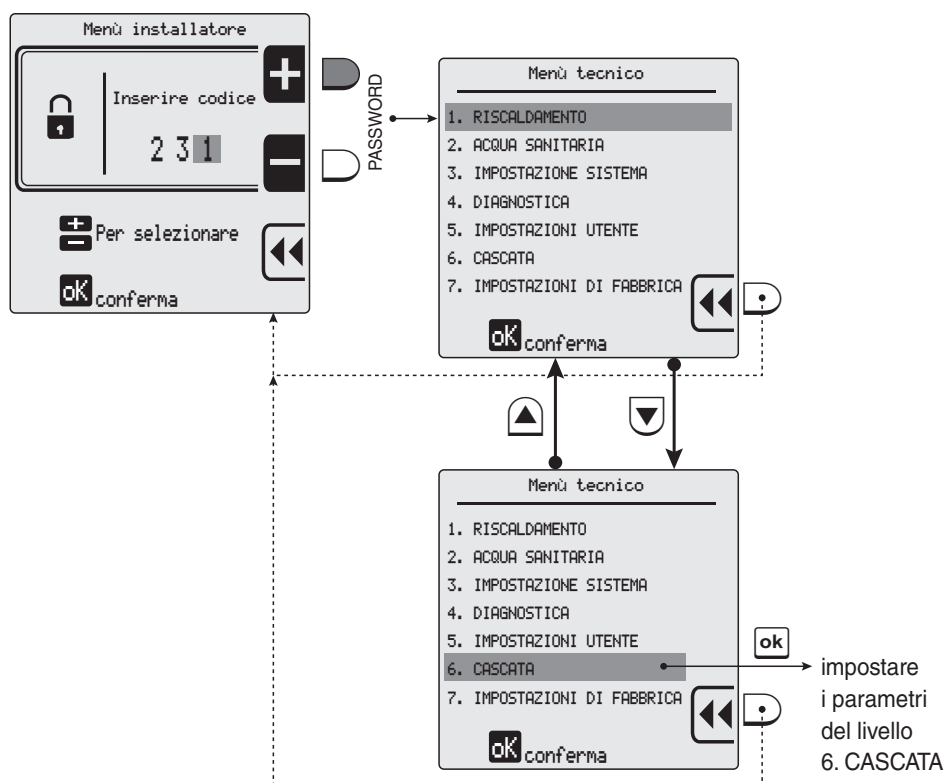 Menù installatore
+
Inserire codice
2 3 1
−
PASSWORD
+
−
Per selezionare
oK conferma
Menù tecnico
1. RISCALDAMENTO
2. ACQUA SANITARIA
3. IMPOSTAZIONE SISTEMA
4. DIAGNOSTICA
5. IMPOSTAZIONI UTENTE
6. CASCATA
7. IMPOSTAZIONI DI FABBRICA
oK conferma
Menù tecnico
1. RISCALDAMENTO
2. ACQUA SANITARIA
3. IMPOSTAZIONE SISTEMA
4. DIAGNOSTICA
5. IMPOSTAZIONI UTENTE
6. CASCATA
7. IMPOSTAZIONI DI FABBRICA
oK conferma
ok
impostare
i parametri
del livello
6. CASCATA